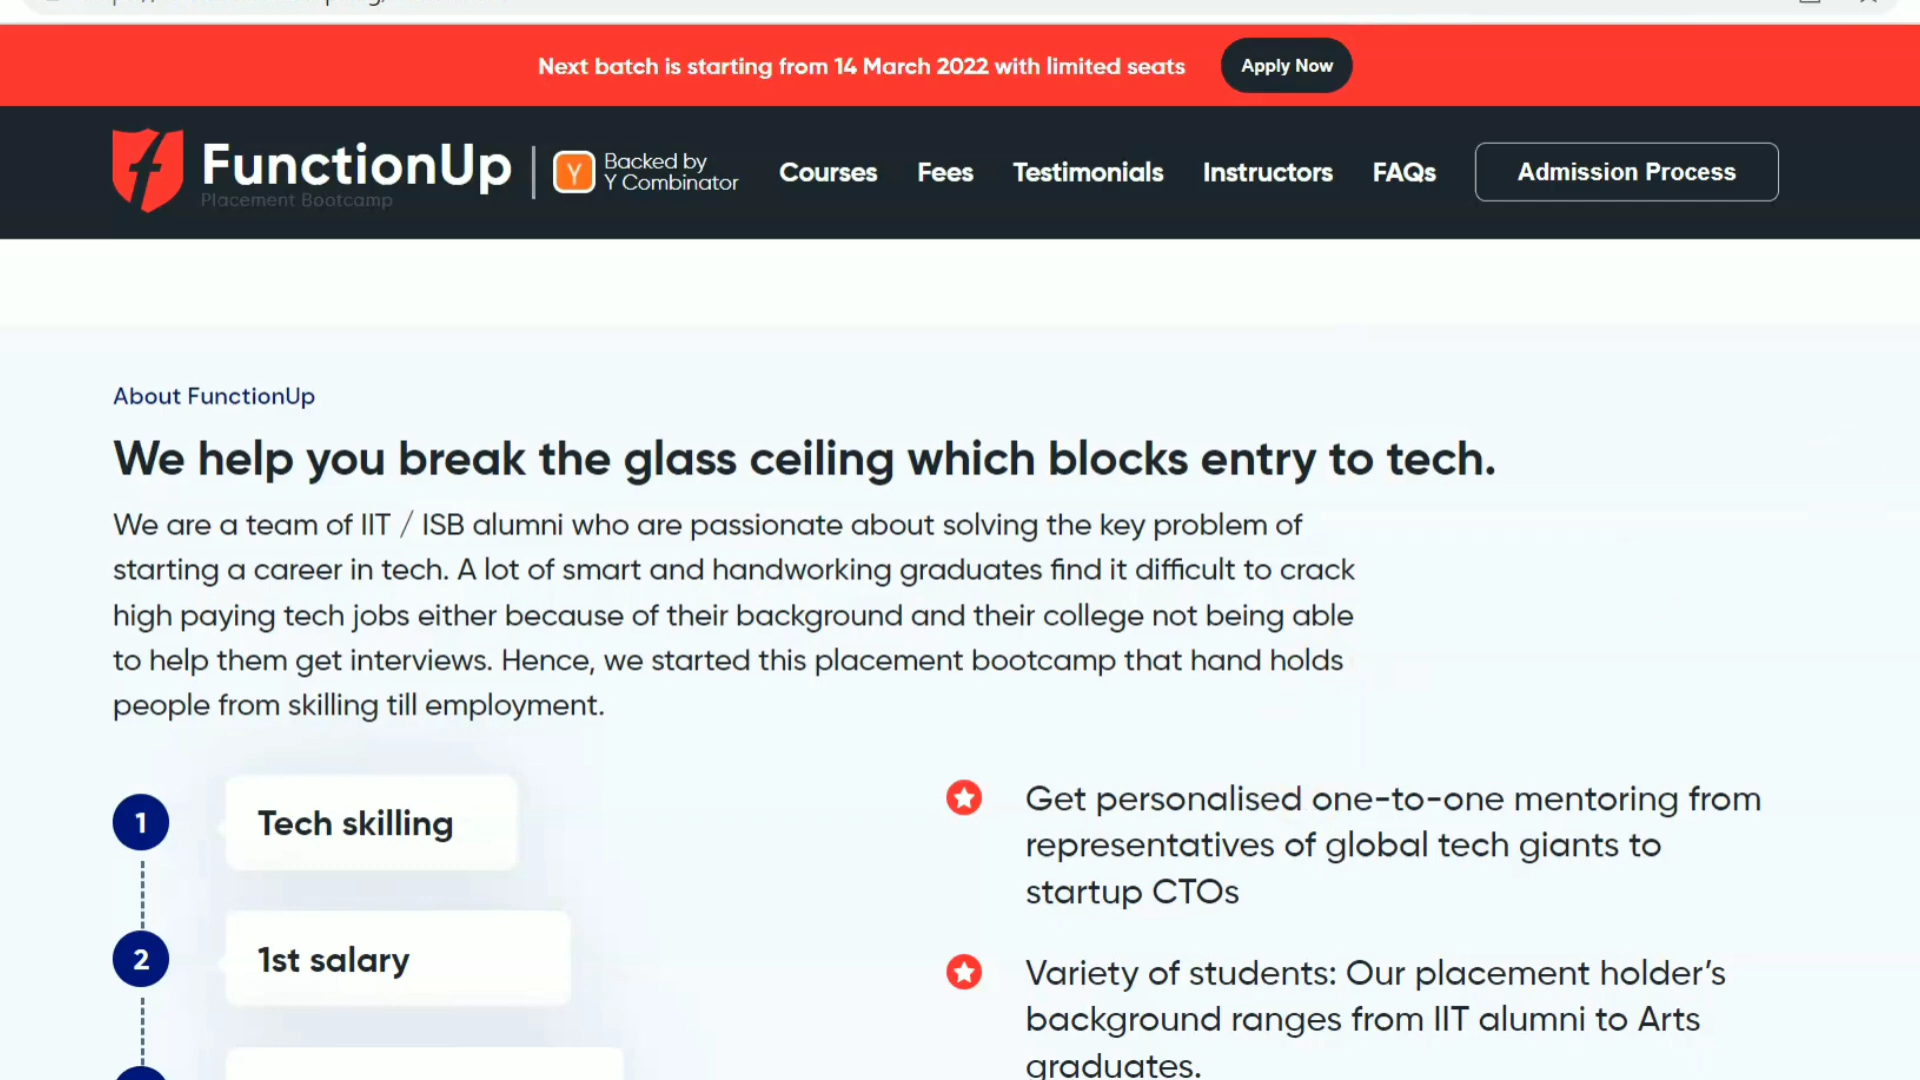 Next batch is starting from 14 March 2022 with limited seats
Apply Now
FunctionUp
Placement Bootcamp
Y
Backed by
Y Combinator
Courses
Fees
Testimonials
Instructors
FAQs
Admission Process
About FunctionUp
We help you break the glass ceiling which blocks entry to tech.
We are a team of IIT / ISB alumni who are passionate about solving the key problem of
starting a career in tech. A lot of smart and handworking graduates find it difficult to crack
high paying tech jobs either because of their background and their college not being able
to help them get interviews. Hence, we started this placement bootcamp that hand holds
people from skilling till employment.
1
Tech skilling
2
1st salary
Get personalised one-to-one mentoring from
representatives of global tech giants to
startup CTOs
Variety of students: Our placement holder’s
background ranges from IIT alumni to Arts
graduates.